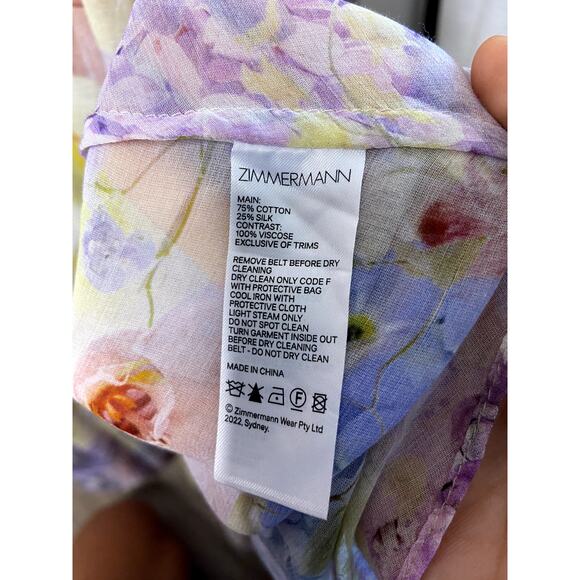 ZIMMERMANN
MAIN:
75% COTTON
25% SILK
CONTRAST:
100% VISCOSE
EXCLUSIVE OF TRIMS
REMOVE BELT BEFORE DRY
CLEANING
DRY CLEAN ONLY CODE F
WITH PROTECTIVE BAG
COOL IRON WITH
PROTECTIVE CLOTH
LIGHT STEAM ONLY
DO NOT SPOT CLEAN
TURN GARMENT INSIDE OUT
BEFORE DRY CLEANING
BELT - DO NOT DRY CLEAN
MADE IN CHINA
F
© Zimmermann Wear Pty Ltd
2022, Sydney.